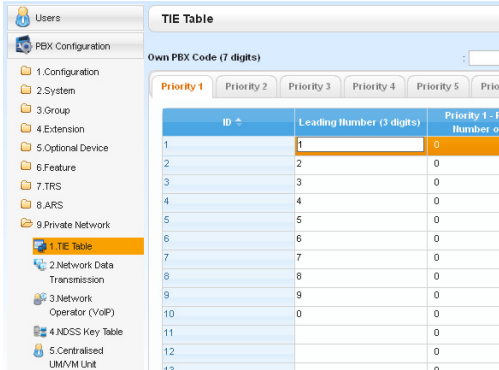 Users
PBX Configuration
1.Configuration
2.System
3.Group
4.Extension
5.Optional Device
6.Feature
7.TRS
8.ARS
9.Private Network
1.TIE Table
2.Network Data
Transmission
3.Network
Operator (VoIP)
4.NDSS Key Table
5.Centralised
UM/VM Unit
TIE Table
Own PBX Code (7 digits) :
Priority 1 Priority 2 Priority 3 Priority 4 Priority 5 Prio
ID Leading Number (3 digits) Priority 1 - R
Number o
1 1 0
2 2 0
3 3 0
4 4 0
5 5 0
6 6 0
7 7 0
8 8 0
9 9 0
10 0 0
11 0
12 0